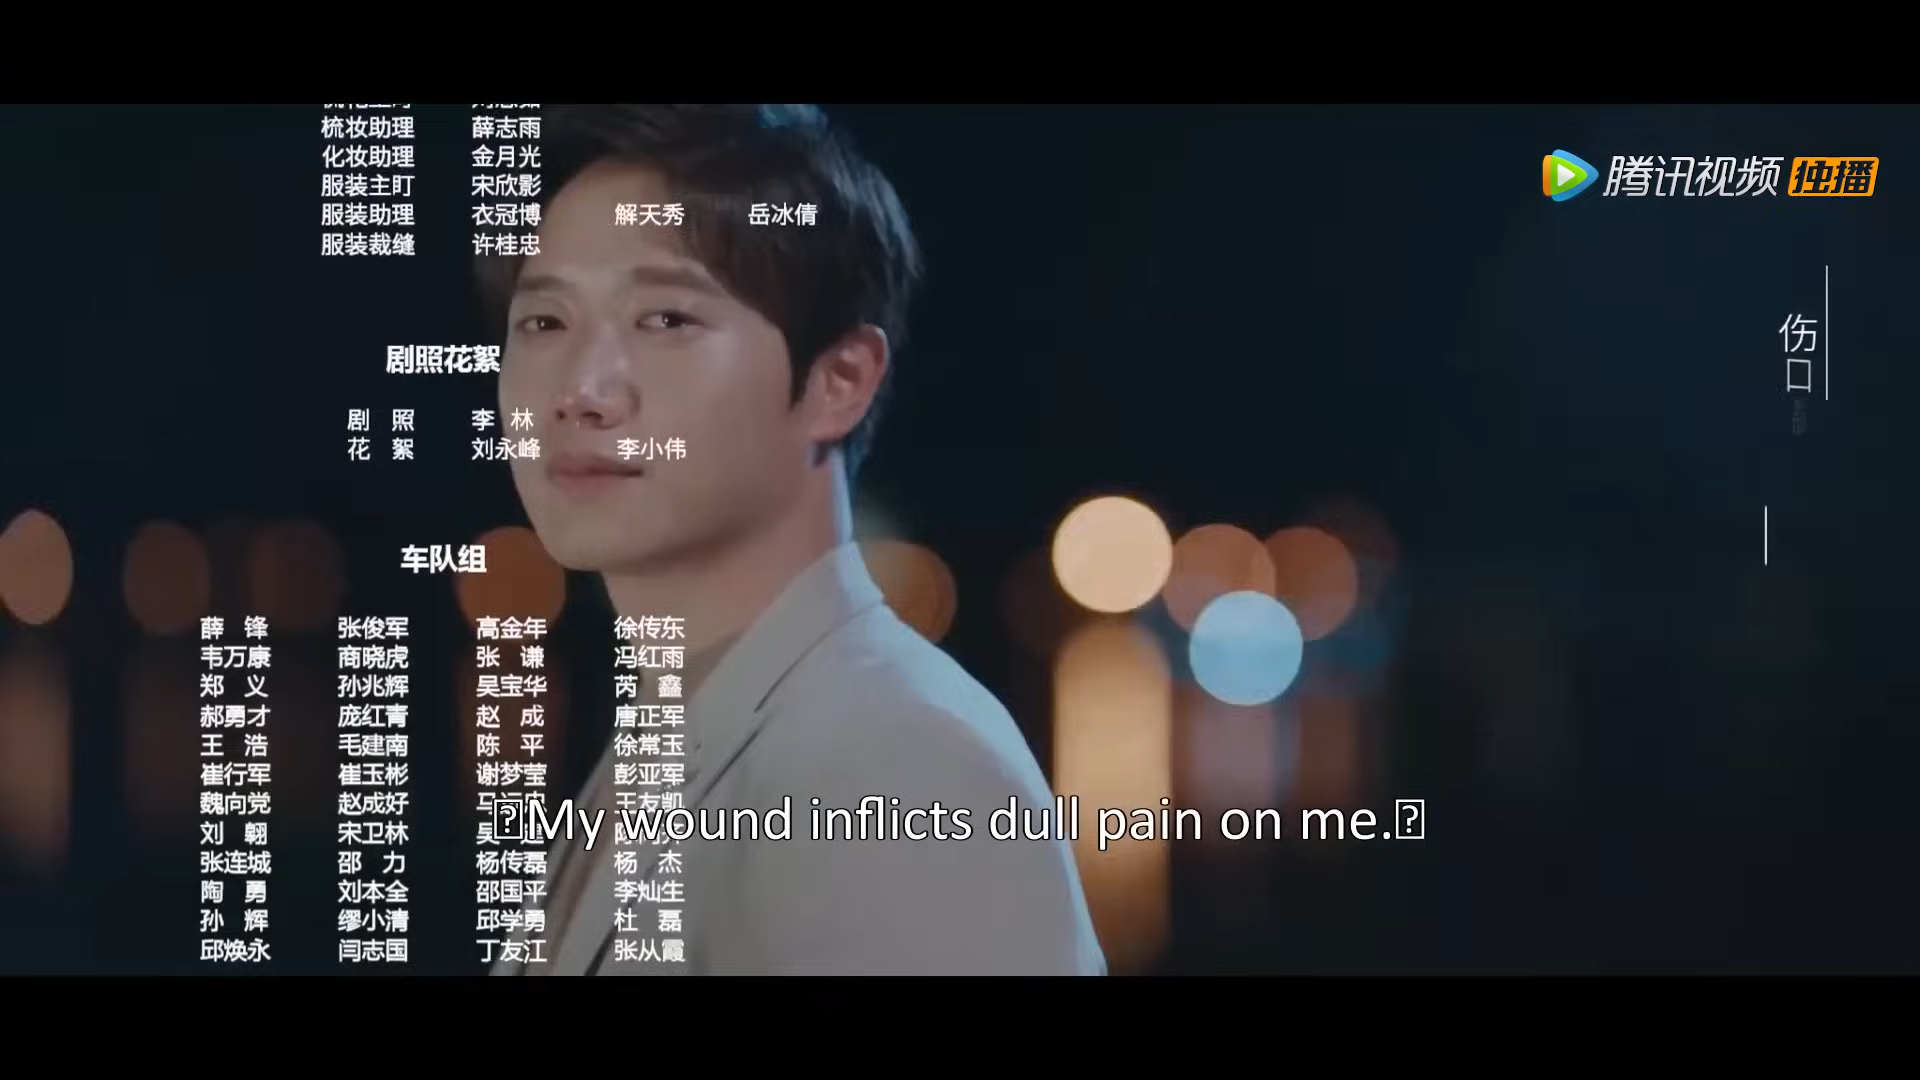 梳妆助理 薛志雨
化妆助理 金月光
服装主盯 宋欣影
服装助理 衣冠博 解天秀 岳冰倩
服装裁缝 许桂忠
腾讯视频 独播
剧照花絮
剧 照 李 林
花 絮 刘永峰 李小伟
伤口
车队组
薛 锋 张俊军 高金年 徐传东
韦万康 商晓虎 张 谦 冯红雨
郑 义 孙兆辉 吴宝华 芮 鑫
郝勇才 庞红青 赵 成 唐正军
王 浩 毛建南 陈 平 徐常玉
崔行军 崔玉彬 谢梦莹 彭亚军
魏向党 赵成好 王友凯
刘 翱 宋卫林
My wound inflicts dull pain on me.
张连城 邵 力 杨传磊 杨 杰
陶 勇 刘本全 邵国平 李灿生
孙 辉 缪小清 邱学勇 杜 磊
邱焕永 闫志国 丁友江 张从霞